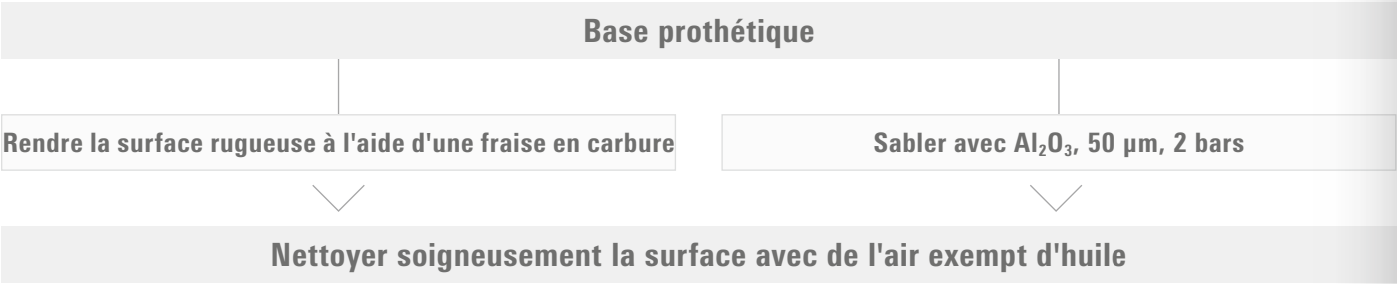 Base prothétique
Rendre la surface rugueuse à l'aide d'une fraise en carbure
Sabler avec Al₂O₃, 50 µm, 2 bars
Nettoyer soigneusement la surface avec de l'air exempt d'huile